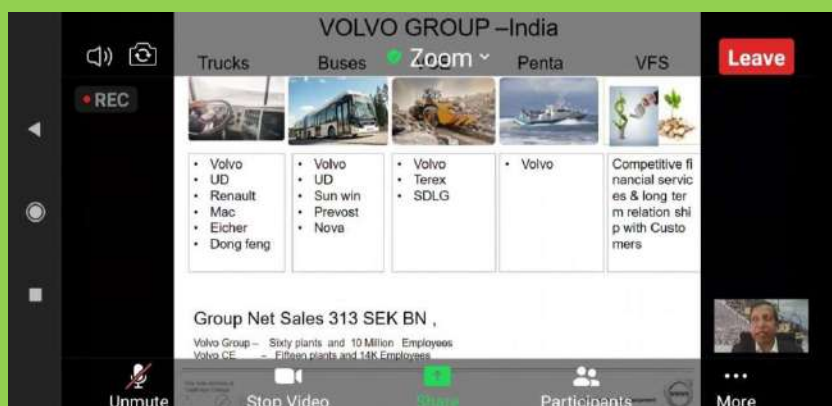 VOLVO GROUP –India
Trucks
Buses
Zoom
Penta
VFS
Leave
REC
• Volvo
• UD
• Renault
• Mac
• Eicher
• Dong feng
• Volvo
• UD
• Sun win
• Prevost
• Nova
• Volvo
• Terex
• SDLG
• Volvo
Competitive fi
nancial servic
es & long ter
m relation shi
p with Custo
mers
Group Net Sales 313 SEK BN ,
Volvo Group – Sixty plants and 10 Million Employees
Volvo CE – Fifteen plants and 14K Employees
Unmute
Stop Video
Share
Participants
More